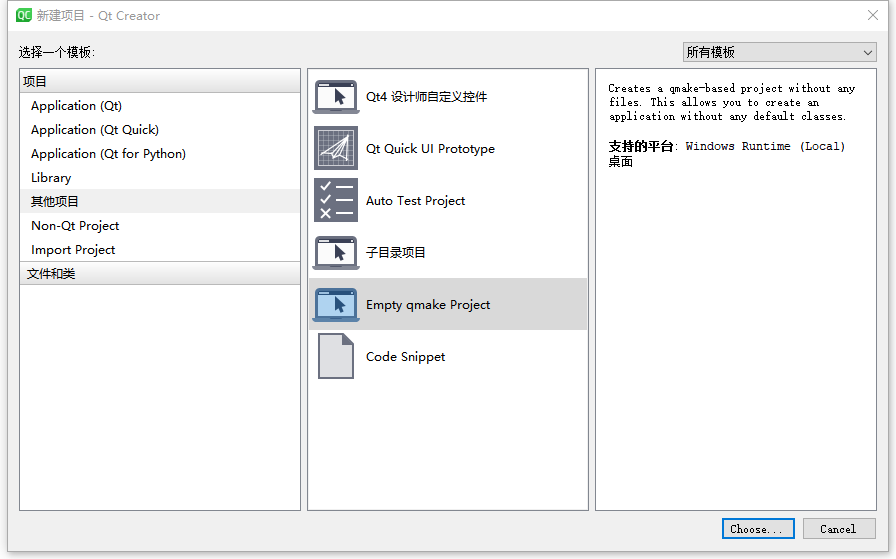 QC 新建项目 - Qt Creator
选择一个模板:
所有模板
项目
Application (Qt)
Application (Qt Quick)
Application (Qt for Python)
Library
其他项目
Non-Qt Project
Import Project
文件和类
Qt4 设计师自定义控件
Qt Quick UI Prototype
Auto Test Project
子目录项目
Empty qmake Project
Code Snippet
Creates a qmake-based project without any
files. This allows you to create an
application without any default classes.
支持的平台: Windows Runtime (Local)
桌面
Choose...
Cancel